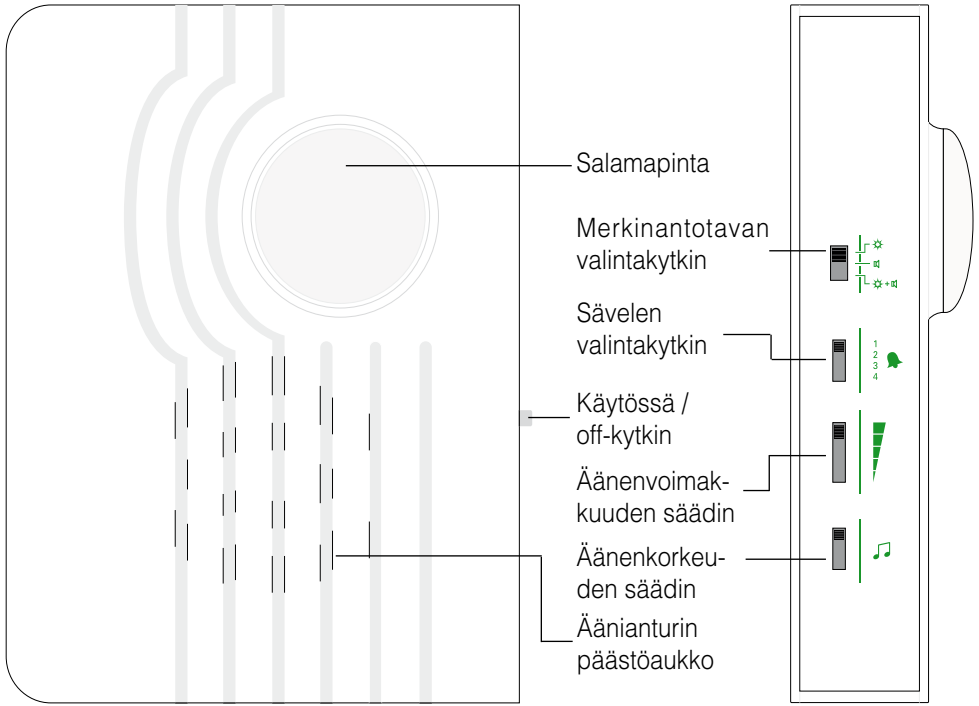 Salamapinta
Merkinantotavan
valintakytkin
Sävelen
valintakytkin
Käytössä /
off-kytkin
Äänenvoimak-
kuuden säädin
Äänenkorkeu-
den säädin
Äänianturin
päästöaukko
+
1
2
3
4